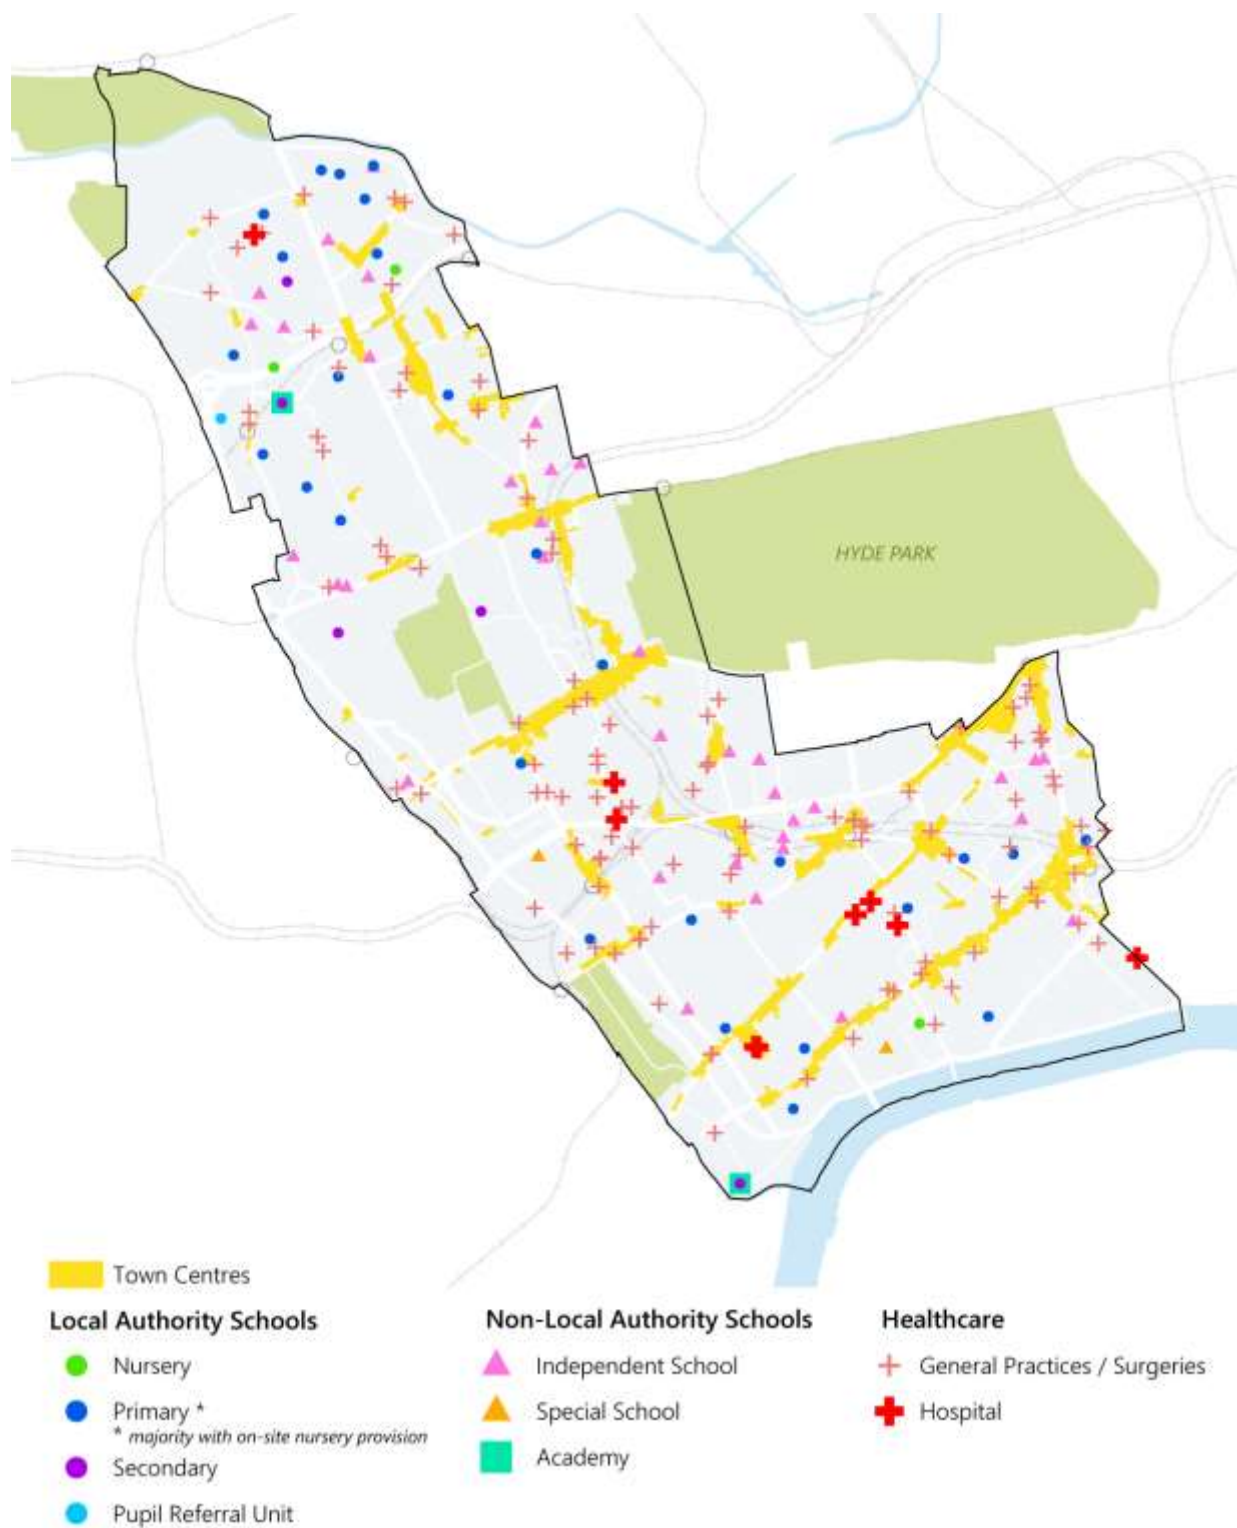 HYDE PARK
Town Centres
Local Authority Schools
Nursery
Primary *
* majority with on-site nursery provision
Secondary
Pupil Referral Unit
Non-Local Authority Schools
Independent School
Special School
Academy
Healthcare
General Practices / Surgeries
Hospital